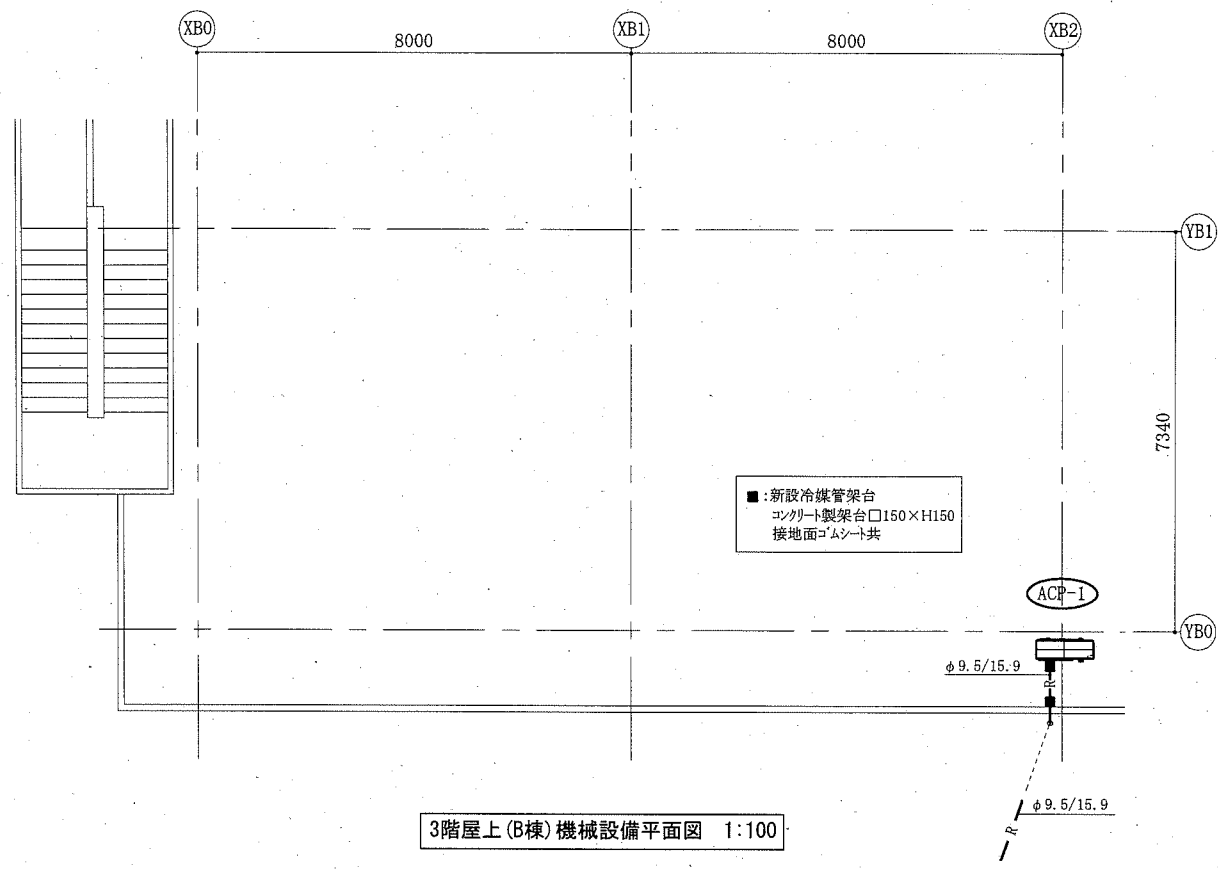 XB0
XB1
XB2
8000
8000
YB1
7340
■:新設冷媒管架台
コンクリート製架台□150×H150
接地面ゴムシート共
ACP-1
YB0
φ9.5/15.9
R
φ9.5/15.9
R
3階屋上(B棟)機械設備平面図 1:100